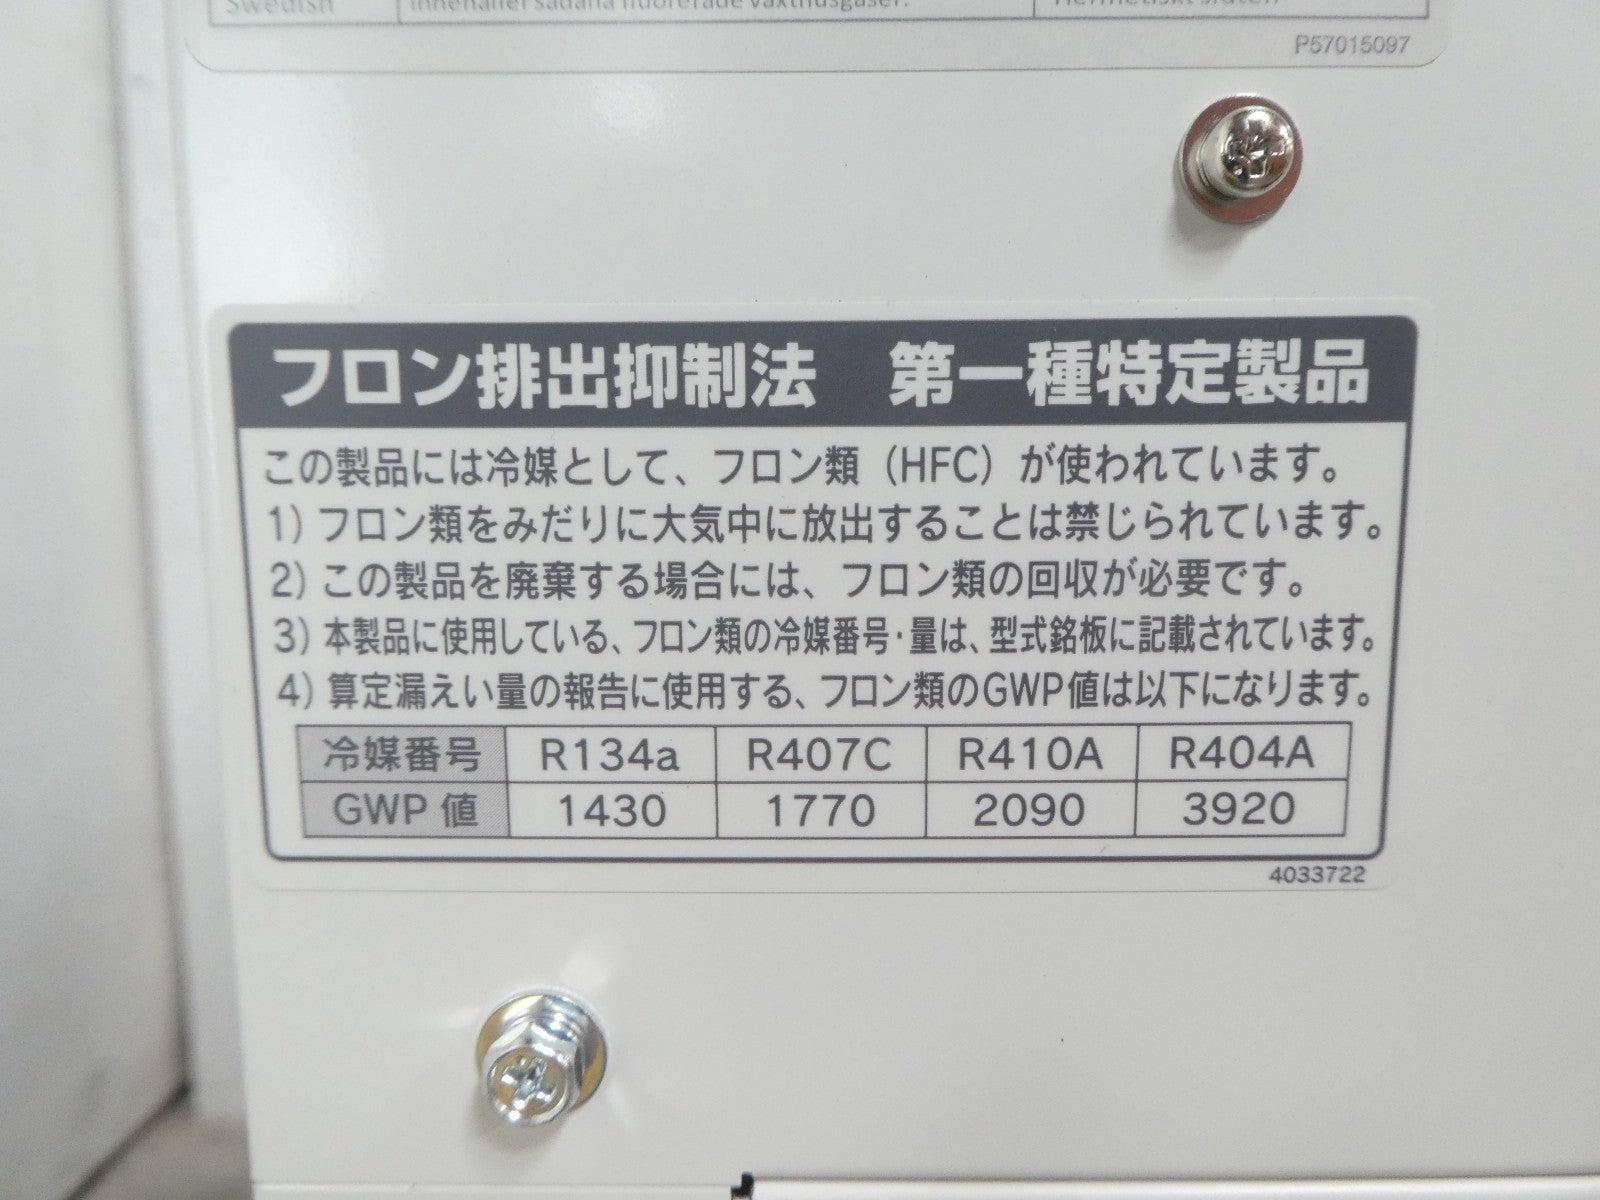 Swedish Innehåller sådana fluorerade växthusgaser. Hermetiskt sluten
P57015097
フロン排出抑制法 第一種特定製品
この製品には冷媒として、フロン類（HFC）が使われています。
1）フロン類をみだりに大気中に放出することは禁じられています。
2）この製品を廃棄する場合には、フロン類の回収が必要です。
3）本製品に使用している、フロン類の冷媒番号・量は、型式銘板に記載されています。
4）算定漏えい量の報告に使用する、フロン類のGWP値は以下になります。
冷媒番号 R134a R407C R410A R404A
GWP 値 1430 1770 2090 3920
4033722